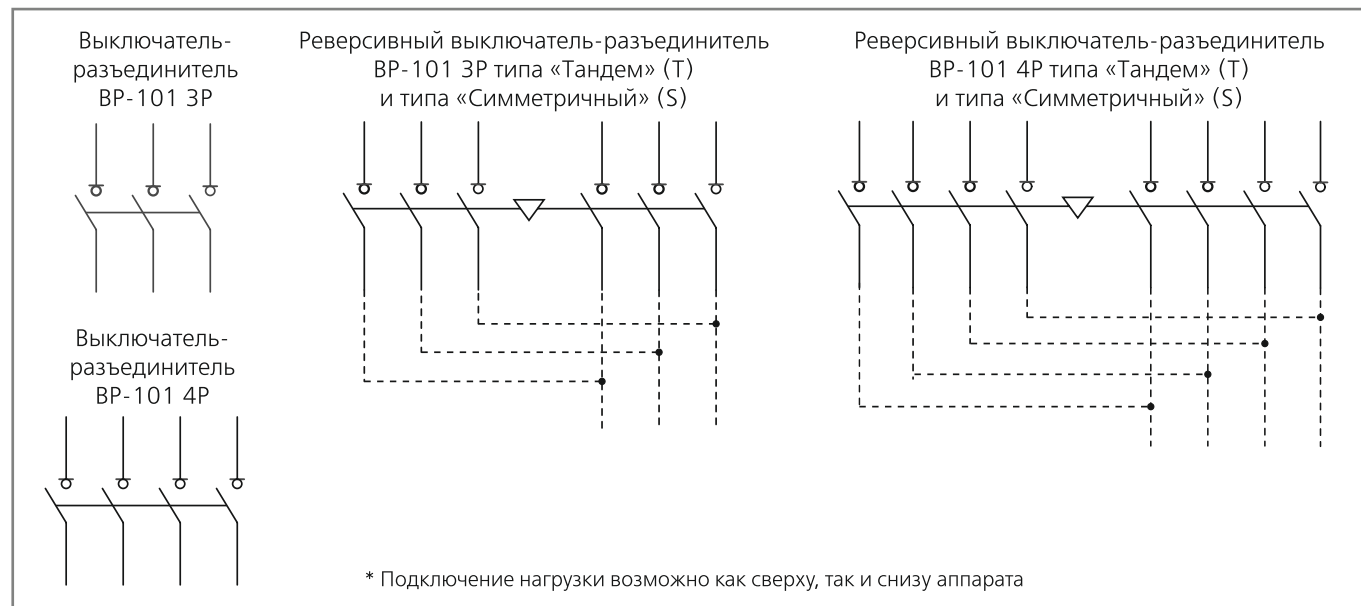 Выключатель-
разъединитель
ВР-101 3Р
Реверсивный выключатель-разъединитель
ВР-101 3Р типа «Тандем» (Т)
и типа «Симметричный» (S)
Реверсивный выключатель-разъединитель
ВР-101 4Р типа «Тандем» (Т)
и типа «Симметричный» (S)
Выключатель-
разъединитель
ВР-101 4Р
* Подключение нагрузки возможно как сверху, так и снизу аппарата